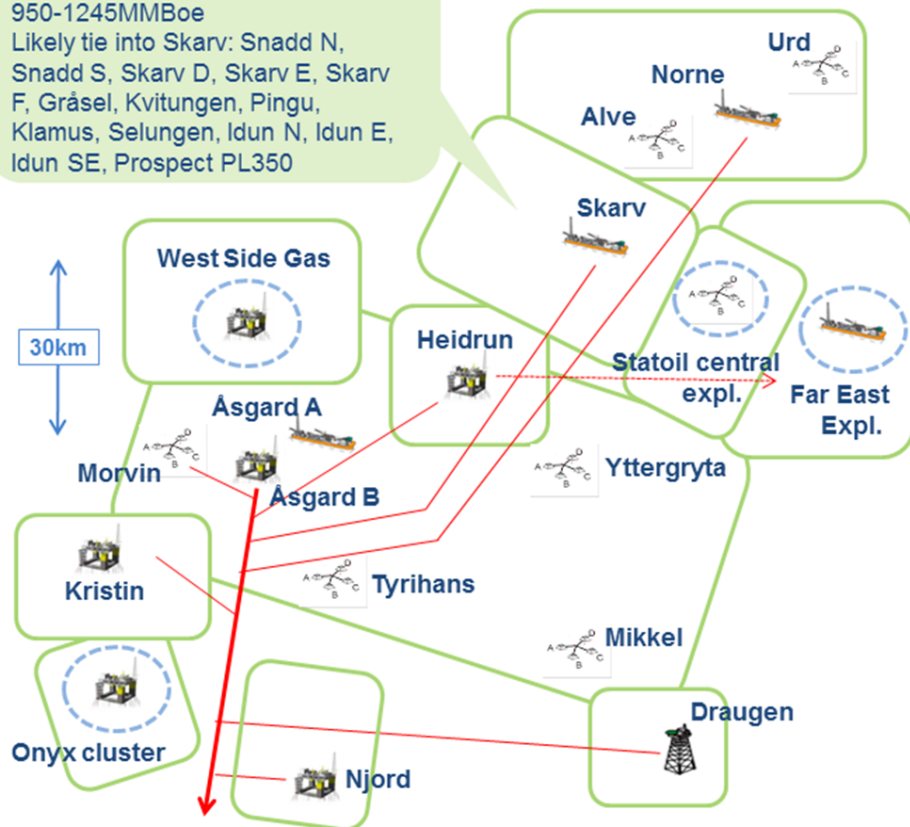 950-1245MMBoe
Likely tie into Skarv: Snadd N,
Snadd S, Skarv D, Skarv E, Skarv
F, Gråsel, Kvitungen, Pingu,
Klamus, Selungen, Idun N, Idun E,
Idun SE, Prospect PL350
Urd
A D C B
Norne
Alve
A D C B
Skarv
West Side Gas
A D C B
30km
Heidrun
Statoil central
expl.
Far East
Expl.
Åsgard A
A D C B
Morvin
Åsgard B
A D C B
Yttergryta
Kristin
A D C B
Tyrihans
A D C B
Mikkel
Onyx cluster
Draugen
Njord